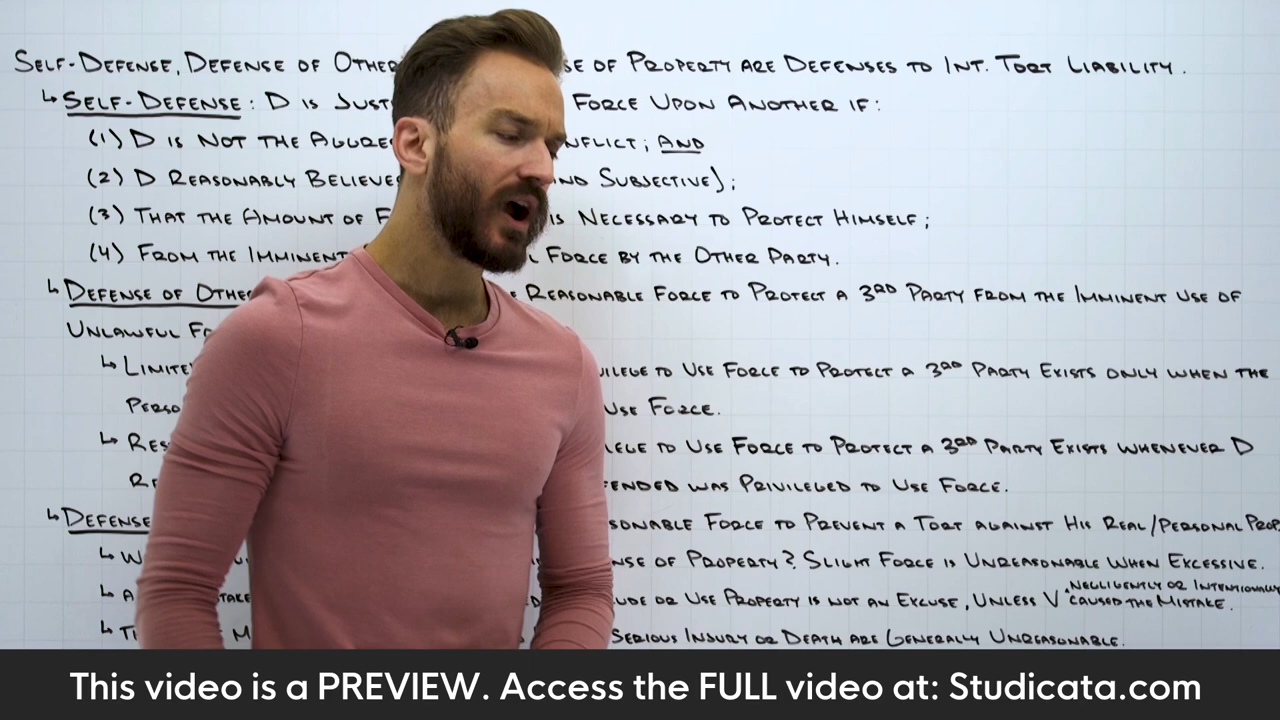 SELF-DEFENSE, DEFENSE OF OTHER SE OF PROPERTY ARE DEFENSES TO INT. TORT LIABILITY.
↳ SELF-DEFENSE: D IS JUST FORCE UPON ANOTHER IF:
(1) D IS NOT THE AGGRE NFLICT; AND
(2) D REASONABLY BELIEVE ND SUBJECTIVE);
(3) THAT THE AMOUNT OF F IS NECESSARY TO PROTECT HIMSELF;
(4) FROM THE IMMINENT L FORCE BY THE OTHER PARTY.
↳ DEFENSE OF OTHE REASONABLE FORCE TO PROTECT A 3RD PARTY FROM THE IMMINENT USE OF
UNLAWFUL FO
↳ LIMITE ILEGE TO USE FORCE TO PROTECT A 3RD PARTY EXISTS ONLY WHEN THE
PERSO USE FORCE.
↳ RES LEGE TO USE FORCE TO PROTECT A 3RD PARTY EXISTS WHENEVER D
RE ENDED WAS PRIVILEGED TO USE FORCE.
↳ DEFENSE SONABLE FORCE TO PREVENT A TORT AGAINST HIS REAL/PERSONAL PROP
↳ W NSE OF PROPERTY? SLIGHT FORCE IS UNREASONABLE WHEN EXCESSIVE.
↳ A STAKE UDE OR USE PROPERTY IS NOT AN EXCUSE, UNLESS V ^NEGLIGENTLY OR INTENTIONALLY CAUSED THE MISTAKE.
↳ T M SERIOUS INJURY OR DEATH ARE GENERALLY UNREASONABLE.
This video is a PREVIEW. Access the FULL video at: Studicata.com